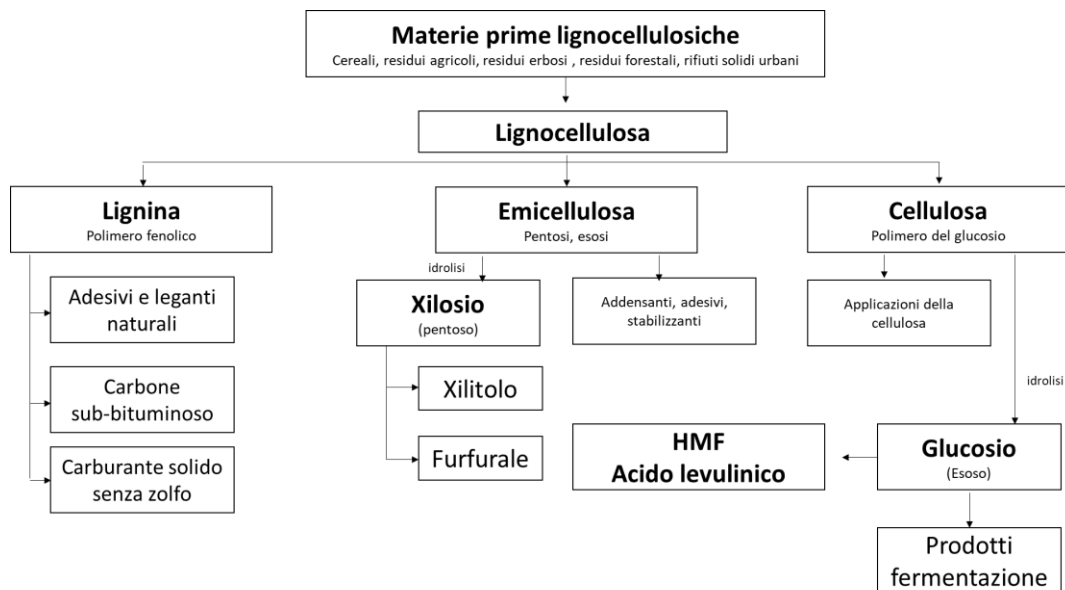 Materie prime lignocellulosiche
Cereali, residui agricoli, residui erbosi , residui forestali, rifiuti solidi urbani
Lignocellulosa
Lignina
Polimero fenolico
Emicellulosa
Pentosi, esosi
Cellulosa
Polimero del glucosio
Adesivi e leganti
naturali
Carbone
sub-bituminoso
Carburante solido
senza zolfo
idrolisi
Xilosio
(pentoso)
Addensanti, adesivi,
stabilizzanti
Xilitolo
Furfurale
Applicazioni della
cellulosa
idrolisi
HMF
Acido levulinico
Glucosio
(Esoso)
Prodotti
fermentazione